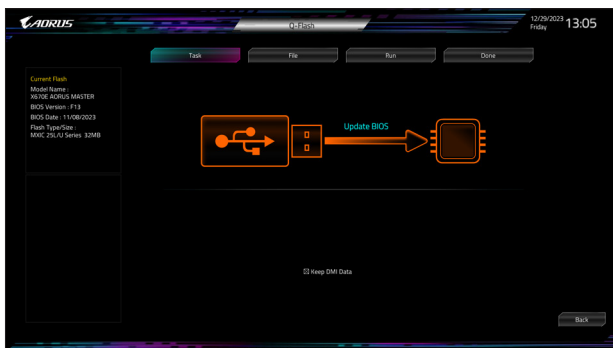 AORUS
Q-Flash
12/29/2023
Friday
13:05
Task
File
Run
Done
Current Flash
Model Name :
X670E AORUS MASTER
BIOS Version : F13
BIOS Date : 11/08/2023
Flash Type/Size :
MXIC 25L/U Series 32MB
Update BIOS
Keep DMI Data
Back